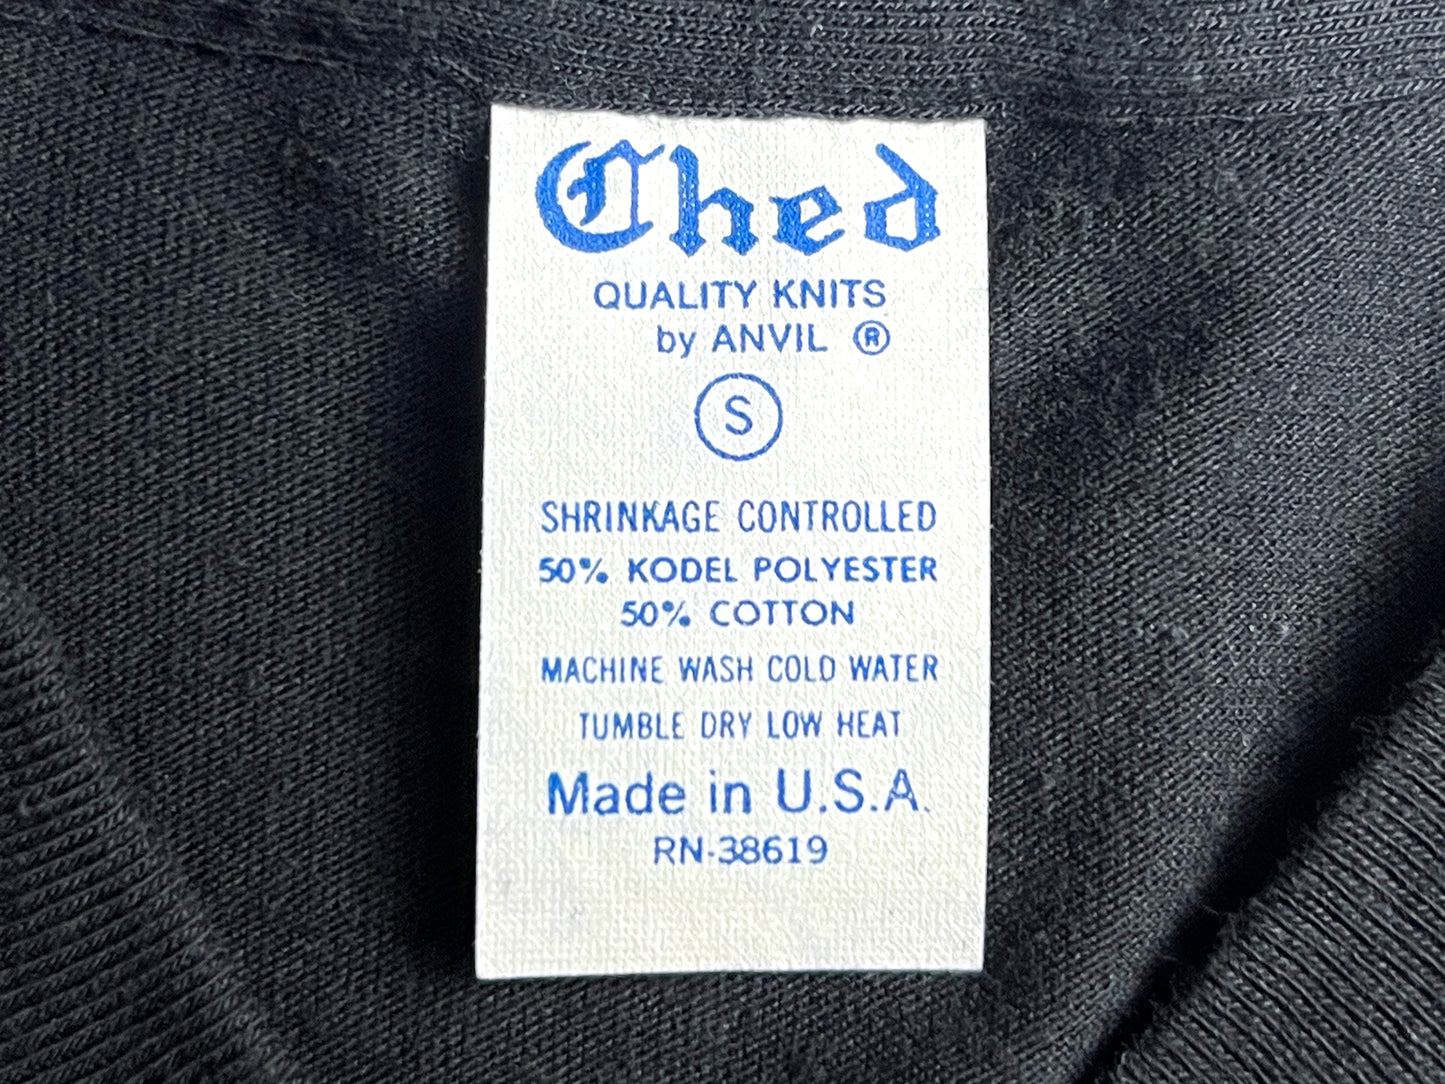 Ched
QUALITY KNITS
by ANVIL ®
S
SHRINKAGE CONTROLLED
50% KODEL POLYESTER
50% COTTON
MACHINE WASH COLD WATER
TUMBLE DRY LOW HEAT
Made in U.S.A.
RN-38619